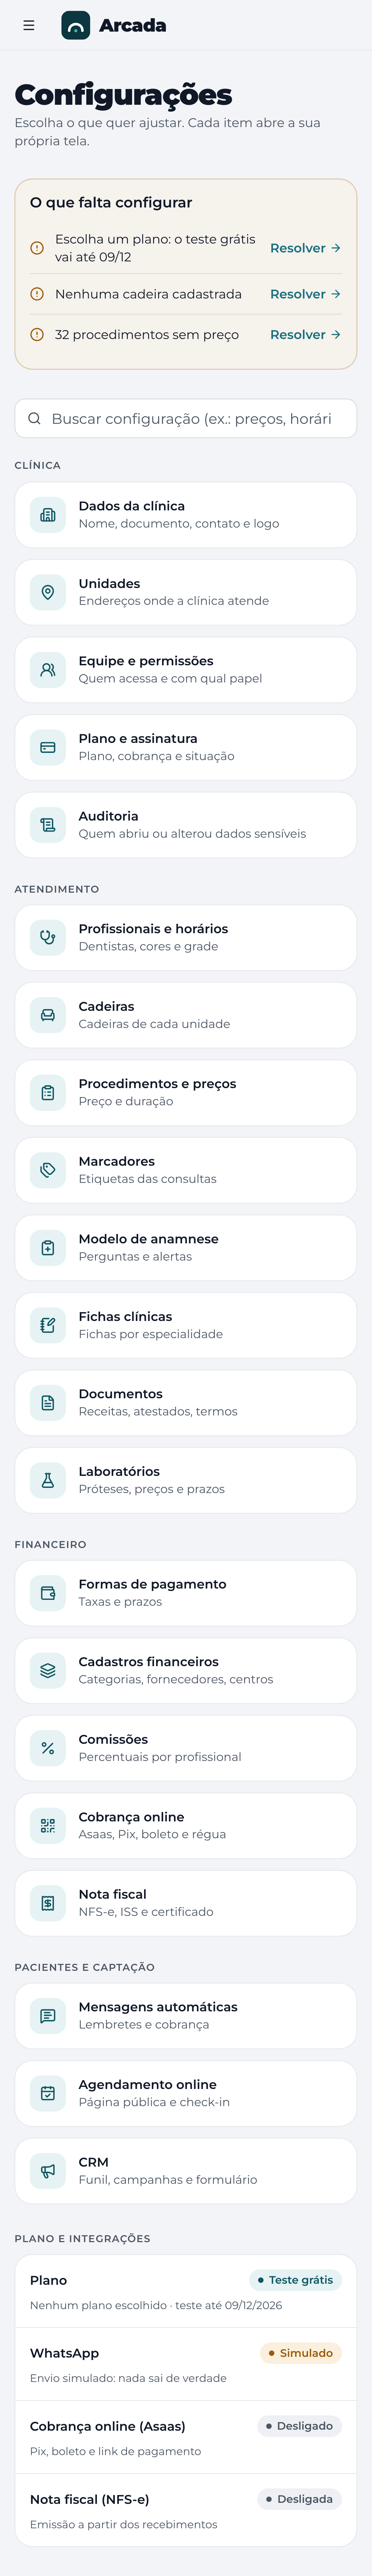 Arcada
Configurações
Escolha o que quer ajustar. Cada item abre a sua
própria tela.
O que falta configurar
Escolha um plano: o teste grátis
vai até 09/12
Resolver →
Nenhuma cadeira cadastrada
Resolver →
32 procedimentos sem preço
Resolver →
Buscar configuração (ex.: preços, horári
CLÍNICA
Dados da clínica
Nome, documento, contato e logo
Unidades
Endereços onde a clínica atende
Equipe e permissões
Quem acessa e com qual papel
Plano e assinatura
Plano, cobrança e situação
Auditoria
Quem abriu ou alterou dados sensíveis
ATENDIMENTO
Profissionais e horários
Dentistas, cores e grade
Cadeiras
Cadeiras de cada unidade
Procedimentos e preços
Preço e duração
Marcadores
Etiquetas das consultas
Modelo de anamnese
Perguntas e alertas
Fichas clínicas
Fichas por especialidade
Documentos
Receitas, atestados, termos
Laboratórios
Próteses, preços e prazos
FINANCEIRO
Formas de pagamento
Taxas e prazos
Cadastros financeiros
Categorias, fornecedores, centros
Comissões
Percentuais por profissional
Cobrança online
Asaas, Pix, boleto e régua
Nota fiscal
NFS-e, ISS e certificado
PACIENTES E CAPTAÇÃO
Mensagens automáticas
Lembretes e cobrança
Agendamento online
Página pública e check-in
CRM
Funil, campanhas e formulário
PLANO E INTEGRAÇÕES
Plano
Teste grátis
Nenhum plano escolhido · teste até 09/12/2026
WhatsApp
Simulado
Envio simulado: nada sai de verdade
Cobrança online (Asaas)
Desligado
Pix, boleto e link de pagamento
Nota fiscal (NFS-e)
Desligada
Emissão a partir dos recebimentos